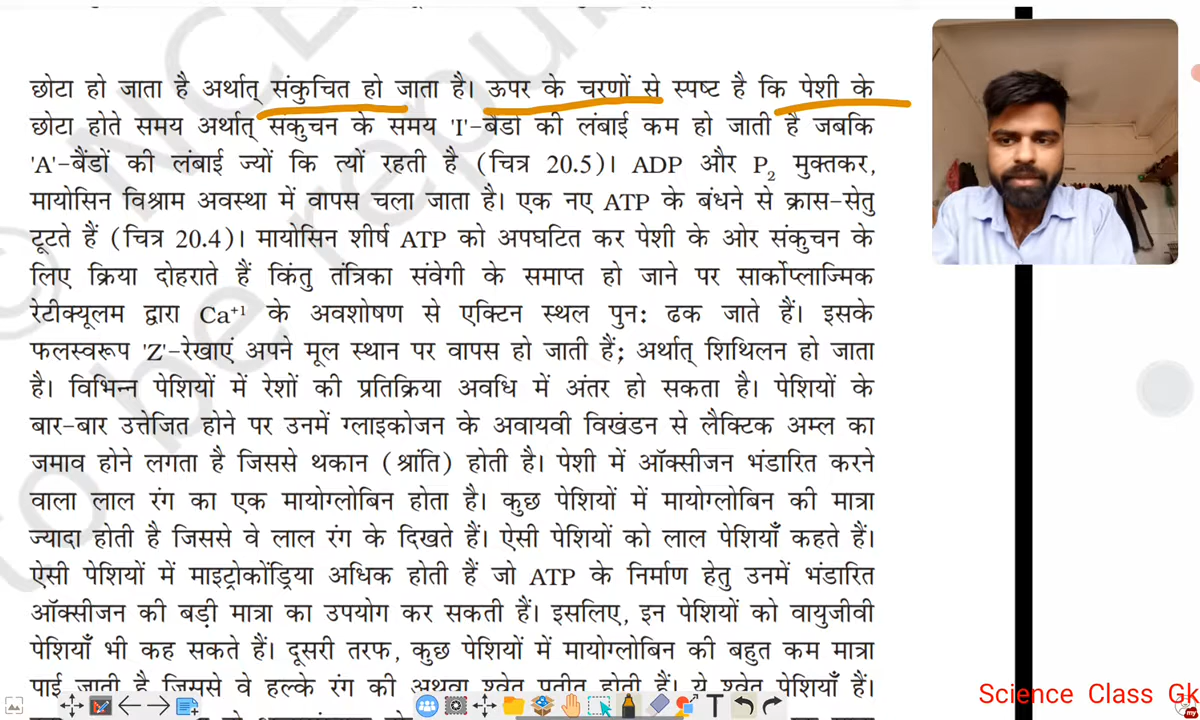 छोटा हो जाता है अर्थात् संकुचित हो जाता है। ऊपर के चरणों से स्पष्ट है कि पेशी के
छोटा होते समय अर्थात् संकुचन के समय 'I'-बैंडों की लंबाई कम हो जाती है जबकि
'A'-बैंडों की लंबाई ज्यों कि त्यों रहती है (चित्र 20.5)। ADP और P2 मुक्तकर,
मायोसिन विश्राम अवस्था में वापस चला जाता है। एक नए ATP के बंधने से क्रास-सेतु
टूटते हैं (चित्र 20.4)। मायोसिन शीर्ष ATP को अपघटित कर पेशी के ओर संकुचन के
लिए क्रिया दोहराते हैं किंतु तंत्रिका संवेगी के समाप्त हो जाने पर सार्कोप्लाज्मिक
रेटीक्यूलम द्वारा Ca+1 के अवशोषण से एक्टिन स्थल पुन: ढक जाते हैं। इसके
फलस्वरूप 'Z'-रेखाएं अपने मूल स्थान पर वापस हो जाती हैं; अर्थात् शिथिलन हो जाता
है। विभिन्न पेशियों में रेशों की प्रतिक्रिया अवधि में अंतर हो सकता है। पेशियों के
बार-बार उत्तेजित होने पर उनमें ग्लाइकोजन के अवायवी विखंडन से लैक्टिक अम्ल का
जमाव होने लगता है जिससे थकान (श्रांति) होती है। पेशी में ऑक्सीजन भंडारित करने
वाला लाल रंग का एक मायोग्लोबिन होता है। कुछ पेशियों में मायोग्लोबिन की मात्रा
ज्यादा होती है जिससे वे लाल रंग के दिखते हैं। ऐसी पेशियों को लाल पेशियाँ कहते हैं।
ऐसी पेशियों में माइट्रोकोंड्रिया अधिक होती हैं जो ATP के निर्माण हेतु उनमें भंडारित
ऑक्सीजन की बड़ी मात्रा का उपयोग कर सकती हैं। इसलिए, इन पेशियों को वायुजीवी
पेशियाँ भी कह सकते हैं। दूसरी तरफ, कुछ पेशियों में मायोग्लोबिन की बहुत कम मात्रा
पाई जाती है जिससे वे हल्के रंग की अथवा श्वेत प्रतीत होती हैं। ये श्वेत पेशियाँ हैं।
Science Class Gk